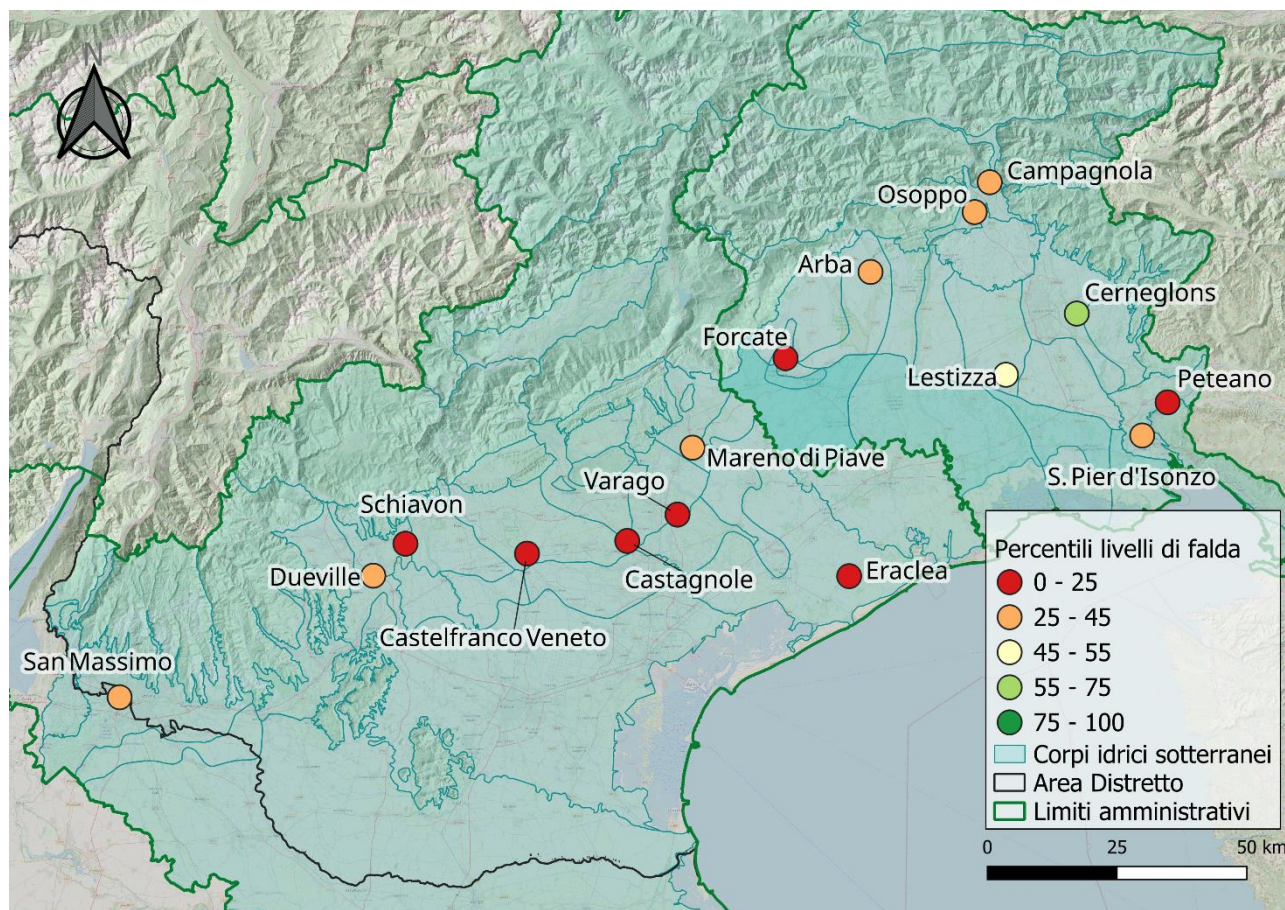 N
Campagnola
Osoppo
Arba
Cerneglons
Forcate
Lestizza
Peteano
Mareno di Piave
S. Pier d'Isonzo
Varago
Schiavon
Dueville
Castagnole
Eraclea
Castelfranco Veneto
San Massimo
Percentili livelli di falda
0 - 25
25 - 45
45 - 55
55 - 75
75 - 100
Corpi idrici sotterranei
Area Distretto
Limiti amministrativi
0 25 50 km